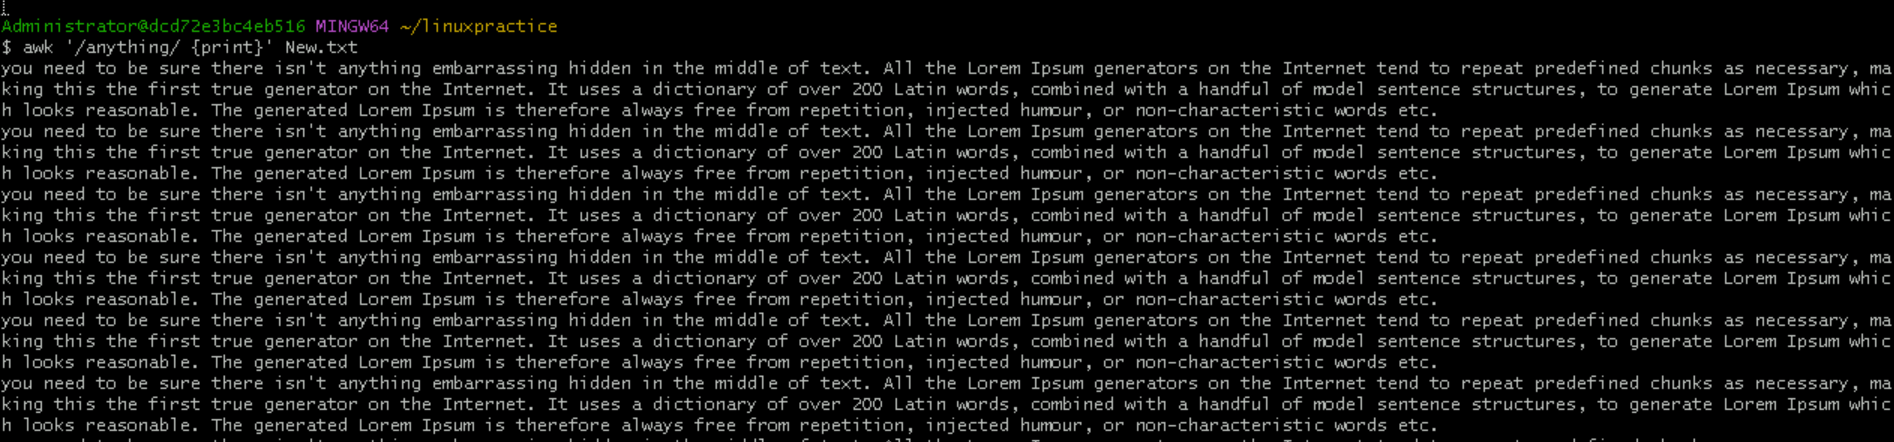 Administrator@dcd72e3bc4eb516 MINGW64 ~/linuxpractice
$ awk '/anything/ {print}' New.txt
you need to be sure there isn't anything embarrassing hidden in the middle of text. All the Lorem Ipsum generators on the Internet tend to repeat predefined chunks as necessary, ma
king this the first true generator on the Internet. It uses a dictionary of over 200 Latin words, combined with a handful of model sentence structures, to generate Lorem Ipsum whic
h looks reasonable. The generated Lorem Ipsum is therefore always free from repetition, injected humour, or non-characteristic words etc.
you need to be sure there isn't anything embarrassing hidden in the middle of text. All the Lorem Ipsum generators on the Internet tend to repeat predefined chunks as necessary, ma
king this the first true generator on the Internet. It uses a dictionary of over 200 Latin words, combined with a handful of model sentence structures, to generate Lorem Ipsum whic
h looks reasonable. The generated Lorem Ipsum is therefore always free from repetition, injected humour, or non-characteristic words etc.
you need to be sure there isn't anything embarrassing hidden in the middle of text. All the Lorem Ipsum generators on the Internet tend to repeat predefined chunks as necessary, ma
king this the first true generator on the Internet. It uses a dictionary of over 200 Latin words, combined with a handful of model sentence structures, to generate Lorem Ipsum whic
h looks reasonable. The generated Lorem Ipsum is therefore always free from repetition, injected humour, or non-characteristic words etc.
you need to be sure there isn't anything embarrassing hidden in the middle of text. All the Lorem Ipsum generators on the Internet tend to repeat predefined chunks as necessary, ma
king this the first true generator on the Internet. It uses a dictionary of over 200 Latin words, combined with a handful of model sentence structures, to generate Lorem Ipsum whic
h looks reasonable. The generated Lorem Ipsum is therefore always free from repetition, injected humour, or non-characteristic words etc.
you need to be sure there isn't anything embarrassing hidden in the middle of text. All the Lorem Ipsum generators on the Internet tend to repeat predefined chunks as necessary, ma
king this the first true generator on the Internet. It uses a dictionary of over 200 Latin words, combined with a handful of model sentence structures, to generate Lorem Ipsum whic
h looks reasonable. The generated Lorem Ipsum is therefore always free from repetition, injected humour, or non-characteristic words etc.
you need to be sure there isn't anything embarrassing hidden in the middle of text. All the Lorem Ipsum generators on the Internet tend to repeat predefined chunks as necessary, ma
king this the first true generator on the Internet. It uses a dictionary of over 200 Latin words, combined with a handful of model sentence structures, to generate Lorem Ipsum whic
h looks reasonable. The generated Lorem Ipsum is therefore always free from repetition, injected humour, or non-characteristic words etc.